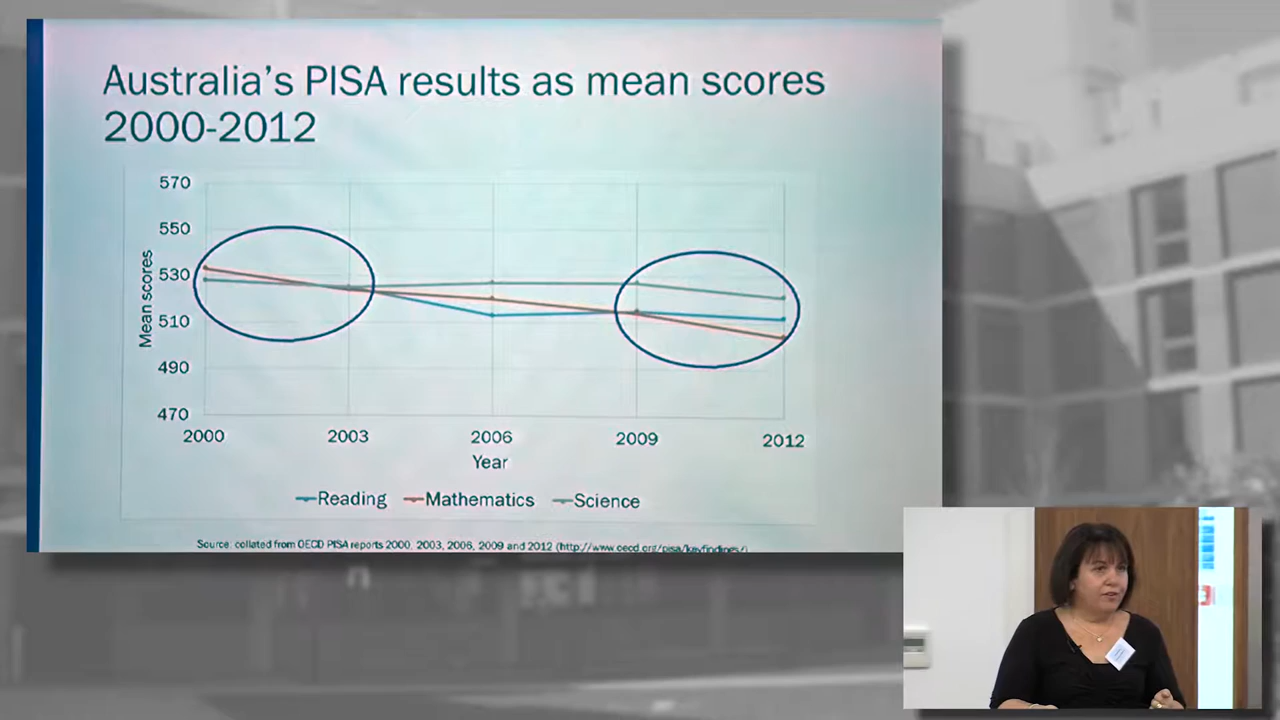 Australia's PISA results as mean scores
2000-2012
570
550
530
510
490
470
Mean scores
2000 2003 2006 2009 2012
Year
Reading Mathematics Science
Source: collated from OECD PISA reports 2000, 2003, 2006, 2009 and 2012 (http://www.oecd.org/pisa/keyfindings/)